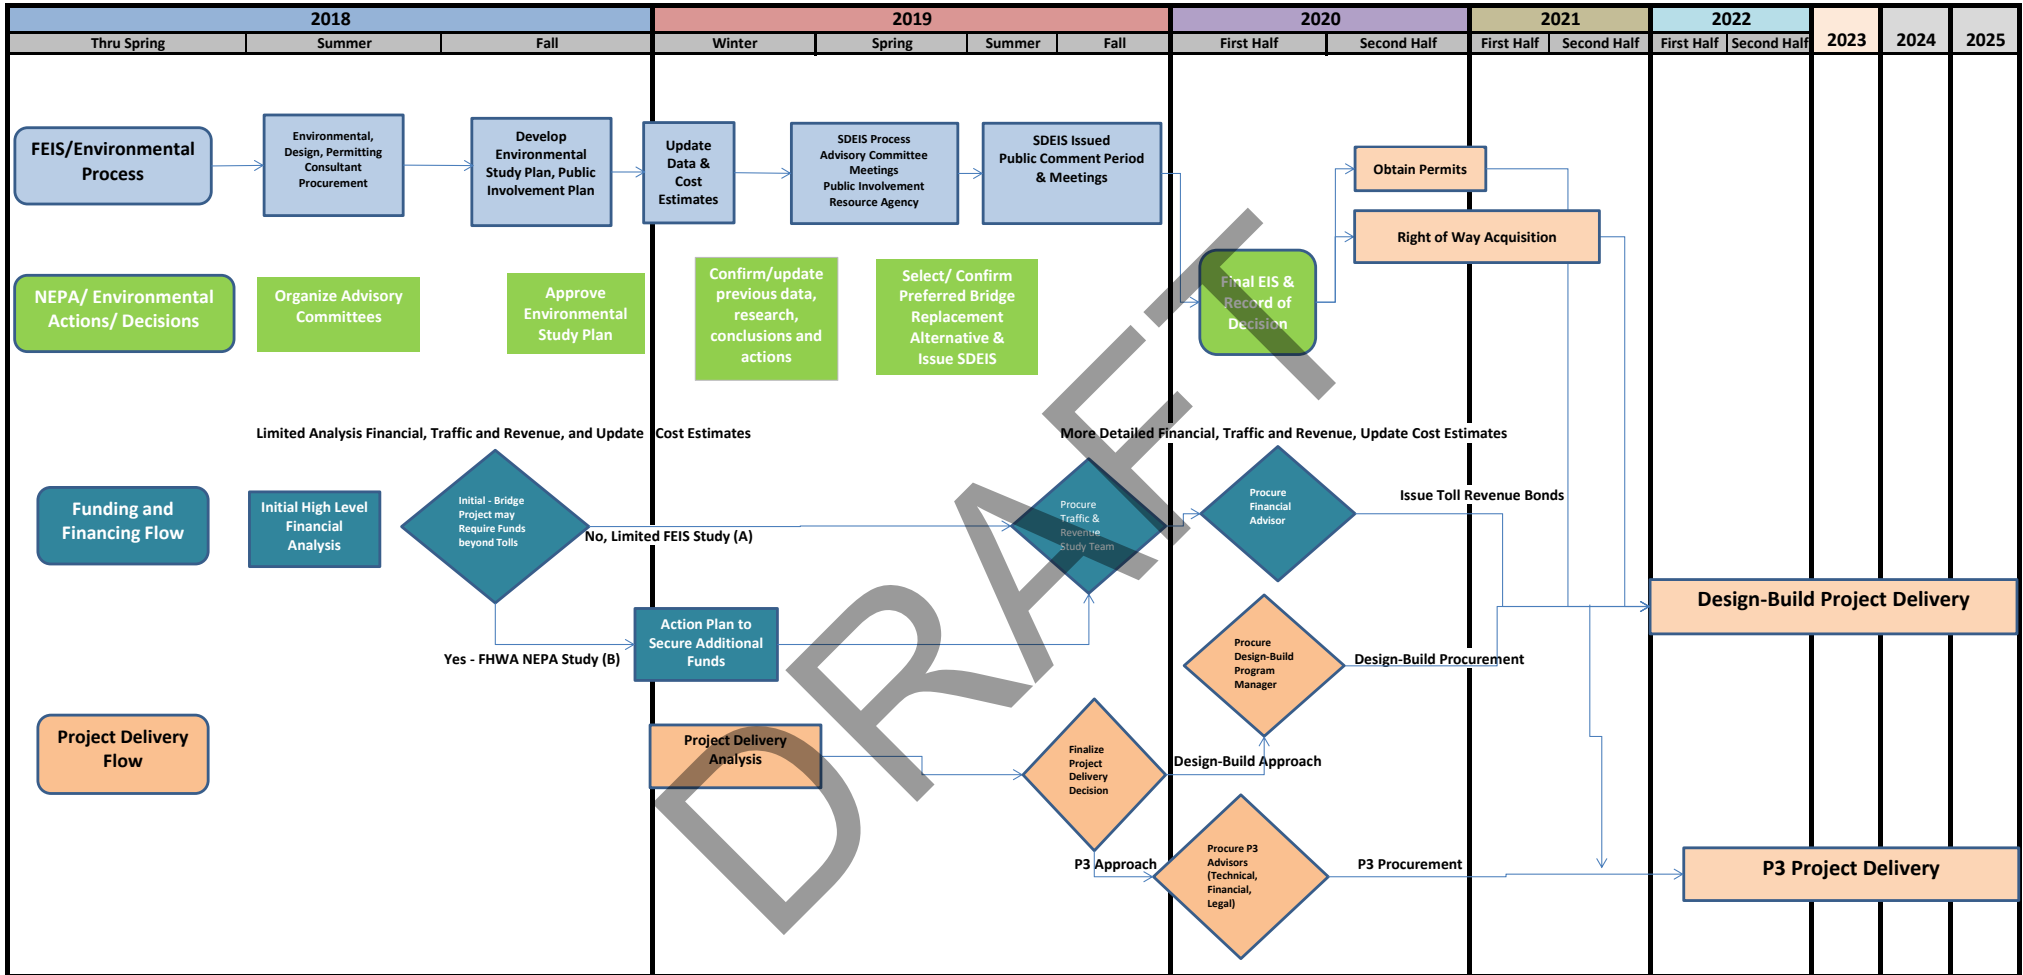 2018
2019
2020
2021
2022
2023
2024
2025
Thru Spring
Summer
Fall
Winter
Spring
Summer
Fall
First Half
Second Half
First Half
Second Half
First Half
Second Half
FEIS/Environmental
Process
Environmental,
Design, Permitting
Consultant
Procurement
Develop
Environmental
Study Plan, Public
Involvement Plan
Update
Data &
Cost
Estimates
SDEIS Process
Advisory Committee
Meetings
Public Involvement
Resource Agency
SDEIS Issued
Public Comment Period
& Meetings
Obtain Permits
Right of Way Acquisition
NEPA/ Environmental
Actions/ Decisions
Organize Advisory
Committees
Approve
Environmental
Study Plan
Confirm/update
previous data,
research,
conclusions and
actions
Select/ Confirm
Preferred Bridge
Replacement
Alternative &
Issue SDEIS
Final EIS &
Record of
Decision
Limited Analysis Financial, Traffic and Revenue, and Update Cost Estimates
More Detailed Financial, Traffic and Revenue, Update Cost Estimates
Funding and
Financing Flow
Initial High Level
Financial
Analysis
Initial - Bridge
Project may
Require Funds
beyond Tolls
No, Limited FEIS Study (A)
Procure
Traffic &
Revenue
Study Team
Procure
Financial
Advisor
Issue Toll Revenue Bonds
Yes - FHWA NEPA Study (B)
Action Plan to
Secure Additional
Funds
Procure
Design-Build
Program
Manager
Design-Build Procurement
Design-Build Project Delivery
Project Delivery
Flow
Project Delivery
Analysis
Finalize
Project
Delivery
Decision
Design-Build Approach
P3 Approach
Procure P3
Advisors
(Technical,
Financial,
Legal)
P3 Procurement
P3 Project Delivery
DRAFT